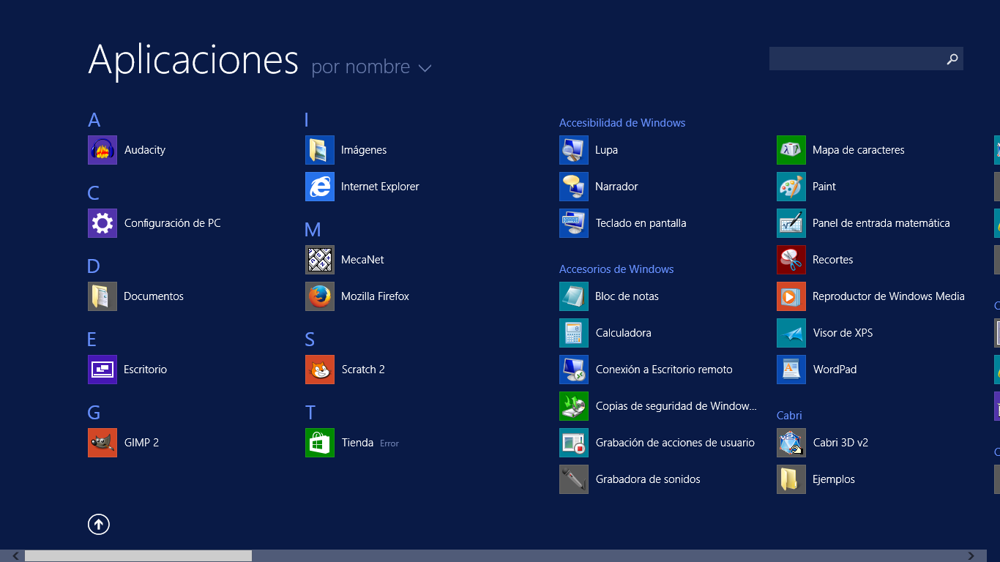 Aplicaciones por nombre
A
Audacity
C
Configuración de PC
D
Documentos
E
Escritorio
G
GIMP 2
I
Imágenes
Internet Explorer
M
MecaNet
Mozilla Firefox
S
Scratch 2
T
Tienda Error
Accesibilidad de Windows
Lupa
Narrador
Teclado en pantalla
Accesorios de Windows
Bloc de notas
Calculadora
Conexión a Escritorio remoto
Copias de seguridad de Window...
Grabación de acciones de usuario
Grabadora de sonidos
Mapa de caracteres
Paint
Panel de entrada matemática
Recortes
Reproductor de Windows Media
Visor de XPS
WordPad
Cabri
Cabri 3D v2
Ejemplos